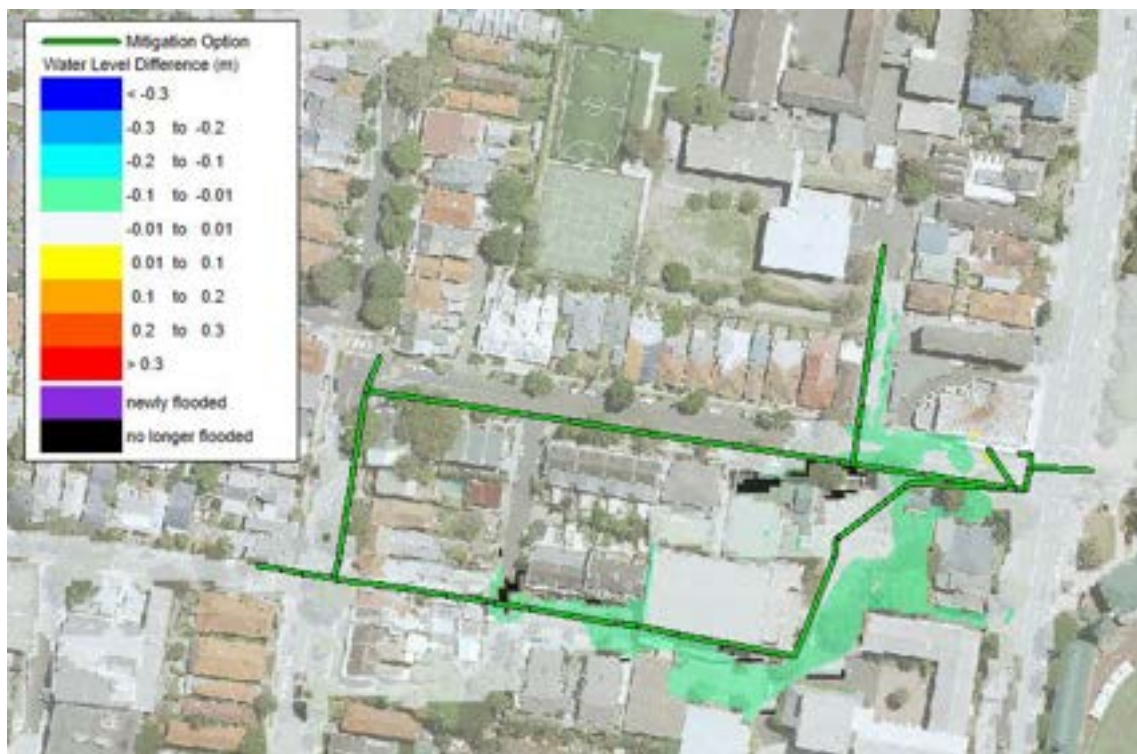 Mitigation Option
Water Level Difference (m)
< -0.3
-0.3 to -0.2
-0.2 to -0.1
-0.1 to -0.01
-0.01 to 0.01
0.01 to 0.1
0.1 to 0.2
0.2 to 0.3
> 0.3
newly flooded
no longer flooded